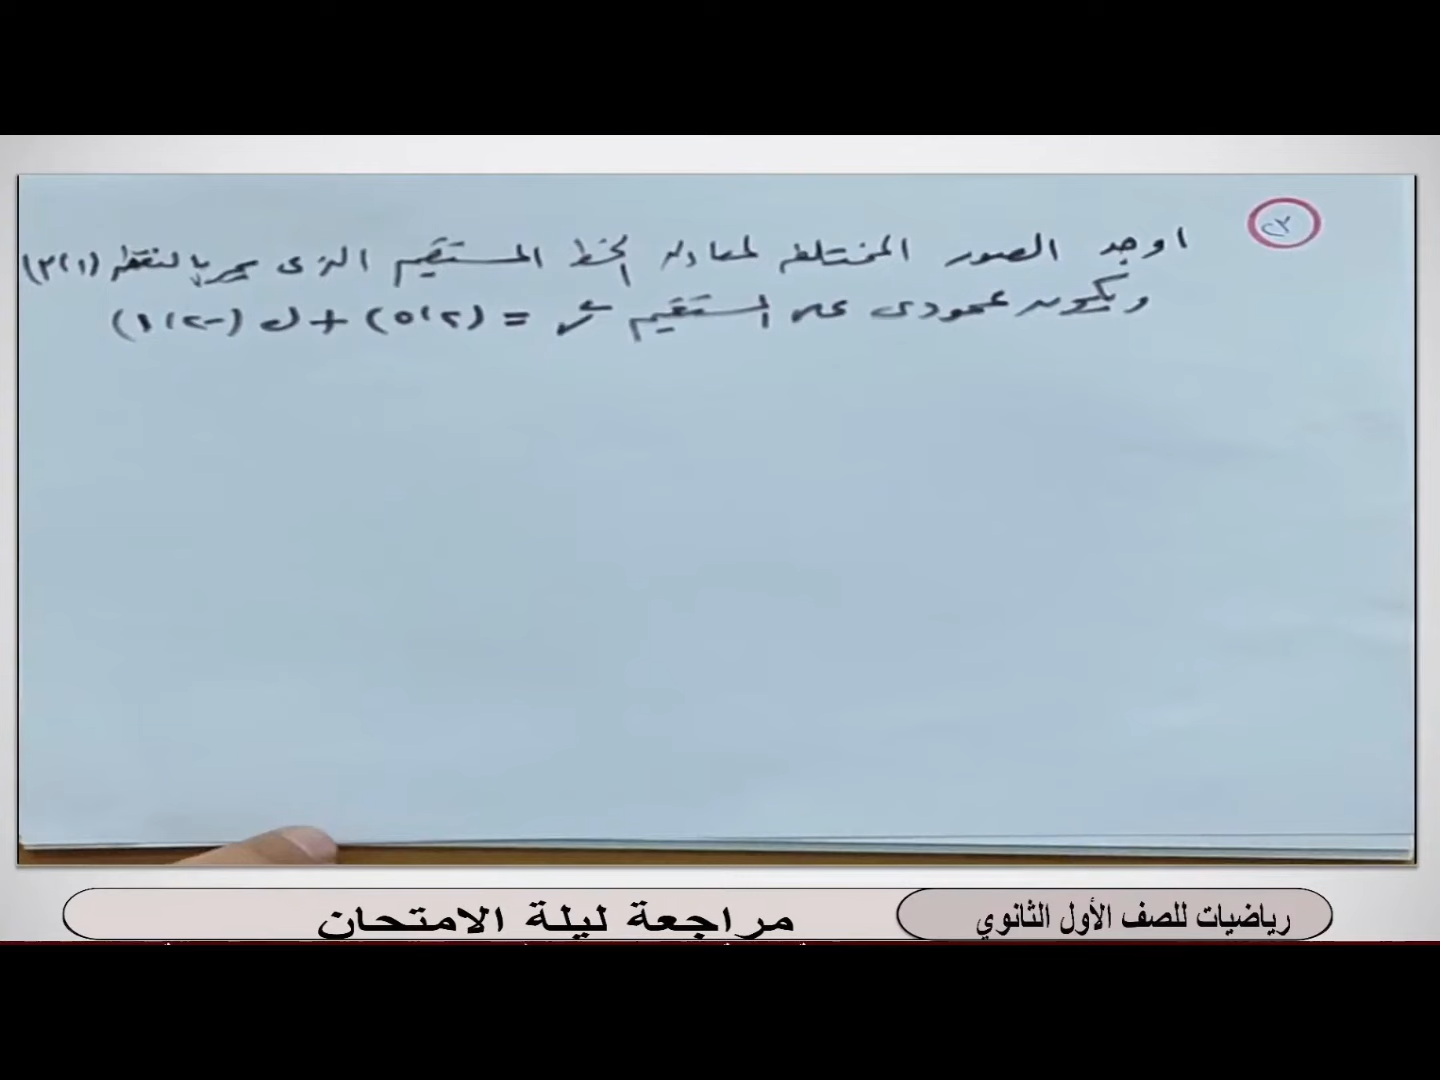 ٢٣
اوجد الصور المختلفة لمعادلة الخط المستقيم الذى يمر بالنقطة (٣،١)
ويكون عمودى على المستقيم ر = (٥،٢) + ك (١،٢-)
رياضيات للصف الأول الثانوي
مراجعة ليلة الامتحان